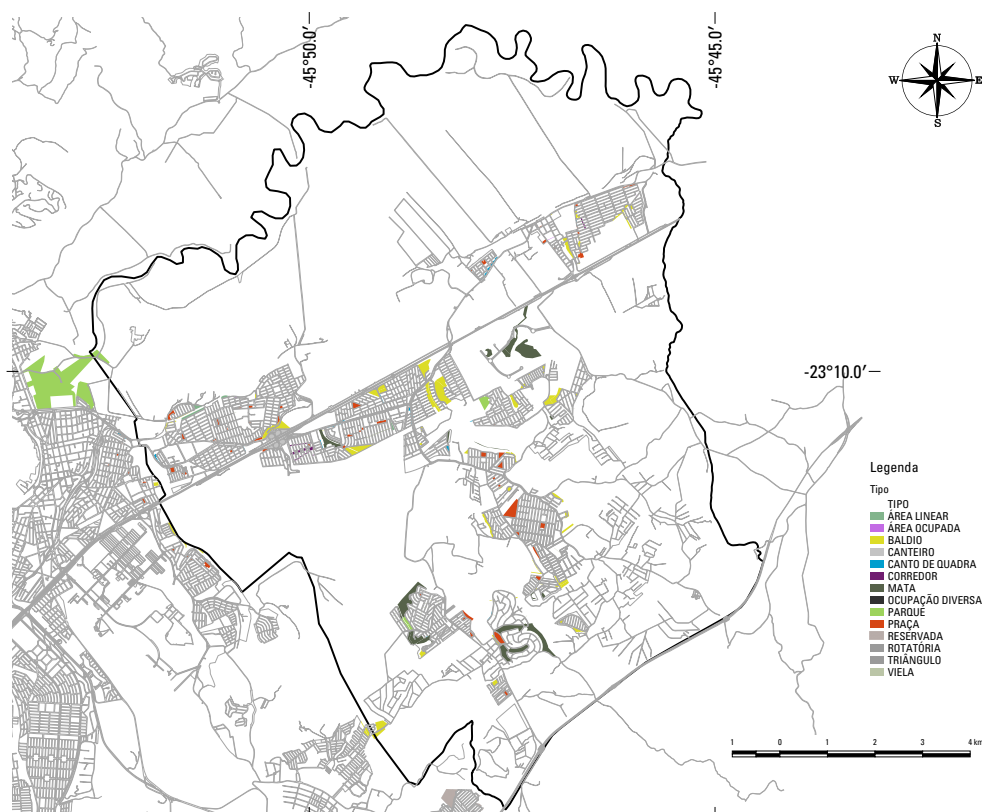 -45°50.0'
-45°45.0'
N
W E
S
-23°10.0'
Legenda
Tipo
TIPO
ÁREA LINEAR
ÁREA OCUPADA
BALDIO
CANTEIRO
CANTO DE QUADRA
CORREDOR
MATA
OCUPAÇÃO DIVERSA
PARQUE
PRAÇA
RESERVADA
ROTATÓRIA
TRIÂNGULO
VIELA
1 0 1 2 3 4 km